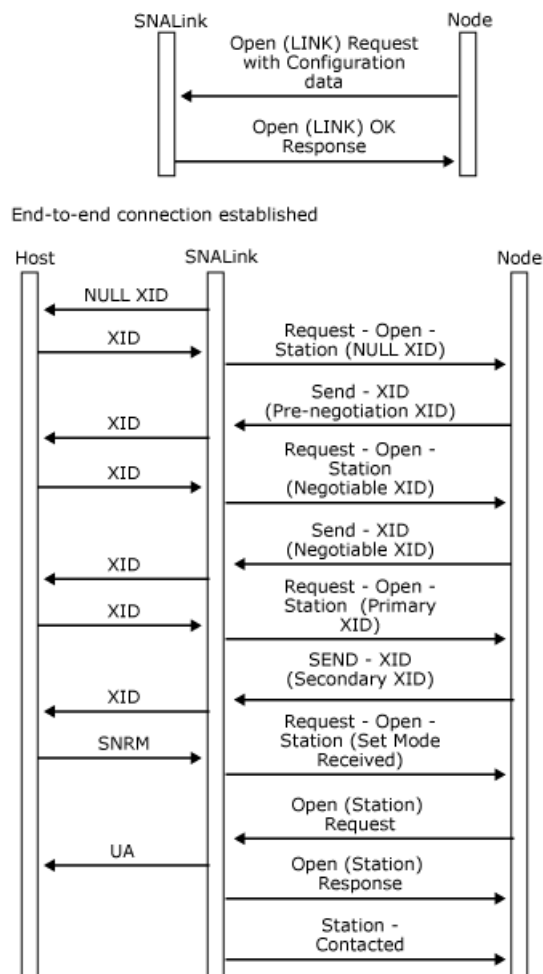 SNALink
Node
Open (LINK) Request
with Configuration
data
Open (LINK) OK
Response
End-to-end connection established
Host
SNALink
Node
NULL XID
XID
Request - Open -
Station (NULL XID)
Send - XID
(Pre-negotiation XID)
XID
XID
Request - Open -
Station
(Negotiable XID)
Send - XID
(Negotiable XID)
XID
XID
Request - Open -
Station (Primary
XID)
SEND - XID
(Secondary XID)
XID
SNRM
Request - Open -
Station (Set Mode
Received)
Open (Station)
Request
UA
Open (Station)
Response
Station -
Contacted